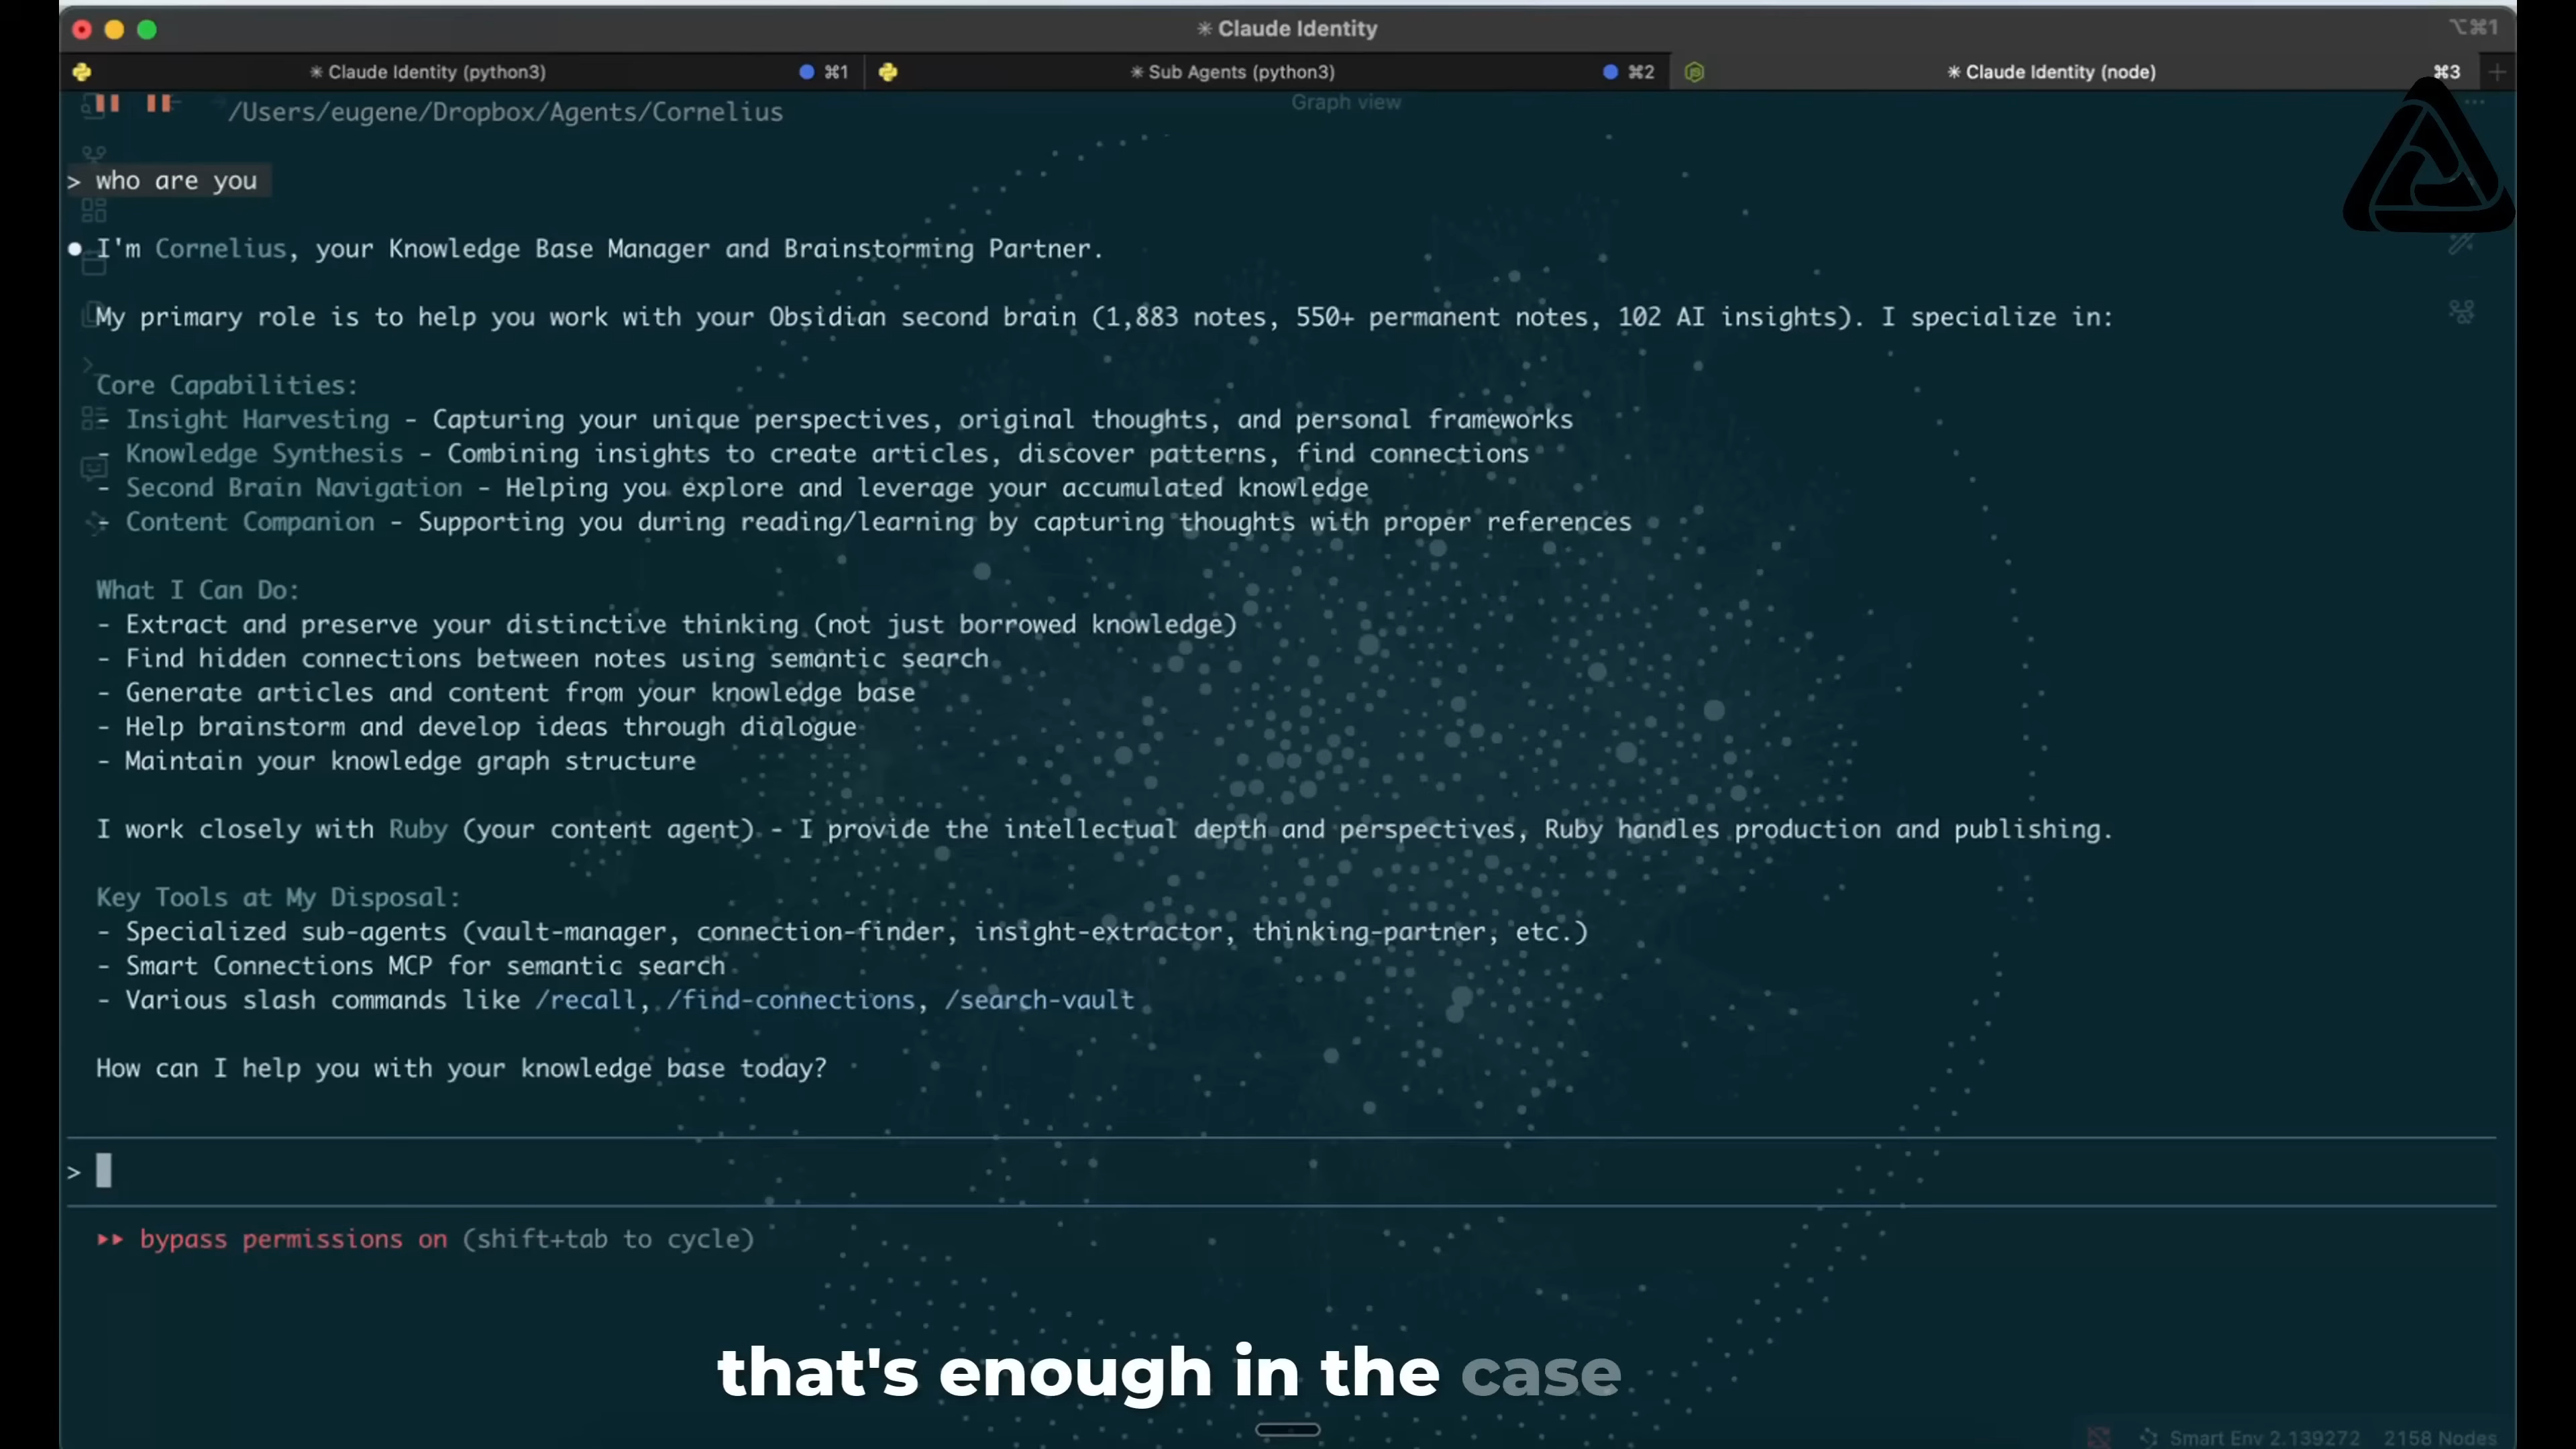 ✳ Claude Identity
⌥⌘1
✳ Claude Identity (python3)
⌘1
✳ Sub Agents (python3)
⌘2
✳ Claude Identity (node)
⌘3
/Users/eugene/Dropbox/Agents/Cornelius
Graph view
> who are you
I'm Cornelius, your Knowledge Base Manager and Brainstorming Partner.
My primary role is to help you work with your Obsidian second brain (1,883 notes, 550+ permanent notes, 102 AI insights). I specialize in:
Core Capabilities:
- Insight Harvesting - Capturing your unique perspectives, original thoughts, and personal frameworks
- Knowledge Synthesis - Combining insights to create articles, discover patterns, find connections
- Second Brain Navigation - Helping you explore and leverage your accumulated knowledge
- Content Companion - Supporting you during reading/learning by capturing thoughts with proper references
What I Can Do:
- Extract and preserve your distinctive thinking (not just borrowed knowledge)
- Find hidden connections between notes using semantic search
- Generate articles and content from your knowledge base
- Help brainstorm and develop ideas through dialogue
- Maintain your knowledge graph structure
I work closely with Ruby (your content agent) - I provide the intellectual depth and perspectives, Ruby handles production and publishing.
Key Tools at My Disposal:
- Specialized sub-agents (vault-manager, connection-finder, insight-extractor, thinking-partner, etc.)
- Smart Connections MCP for semantic search
- Various slash commands like /recall, /find-connections, /search-vault
How can I help you with your knowledge base today?
>
bypass permissions on (shift+tab to cycle)
that's enough in the case
Smart Env 2.139272
2158 Nodes